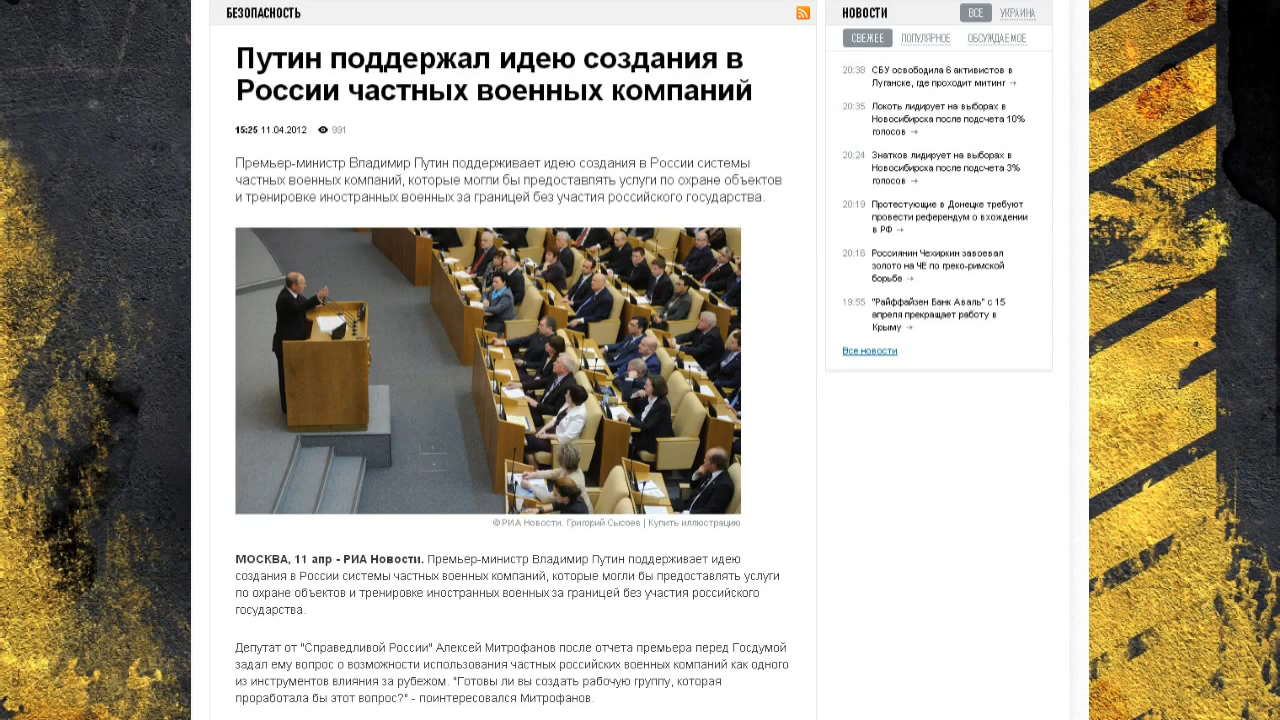 БЕЗОПАСНОСТЬ
Путин поддержал идею создания в
России частных военных компаний
15:25 11.04.2012 991
Премьер-министр Владимир Путин поддерживает идею создания в России системы
частных военных компаний, которые могли бы предоставлять услуги по охране объектов
и тренировке иностранных военных за границей без участия российского государства.
© РИА Новости. Григорий Сысоев | Купить иллюстрацию
МОСКВА, 11 апр - РИА Новости. Премьер-министр Владимир Путин поддерживает идею
создания в России системы частных военных компаний, которые могли бы предоставлять услуги
по охране объектов и тренировке иностранных военных за границей без участия российского
государства.
Депутат от "Справедливой России" Алексей Митрофанов после отчета премьера перед Госдумой
задал ему вопрос о возможности использования частных российских военных компаний как одного
из инструментов влияния за рубежом. "Готовы ли вы создать рабочую группу, которая
проработала бы этот вопрос?" - поинтересовался Митрофанов.
НОВОСТИ ВСЕ УКРАИНА
СВЕЖЕЕ ПОПУЛЯРНОЕ ОБСУЖДАЕМОЕ
20:38 СБУ освободила 6 активистов в
Луганске, где проходит митинг →
20:35 Локоть лидирует на выборах в
Новосибирска после подсчета 10%
голосов →
20:24 Знатков лидирует на выборах в
Новосибирска после подсчета 3%
голосов →
20:19 Протестующие в Донецке требуют
провести референдум о вхождении
в РФ →
20:16 Россиянин Чехиркин завоевал
золото на ЧЕ по греко-римской
борьбе →
19:55 "Райффайзен Банк Аваль" с 15
апреля прекращает работу в
Крыму →
Все новости